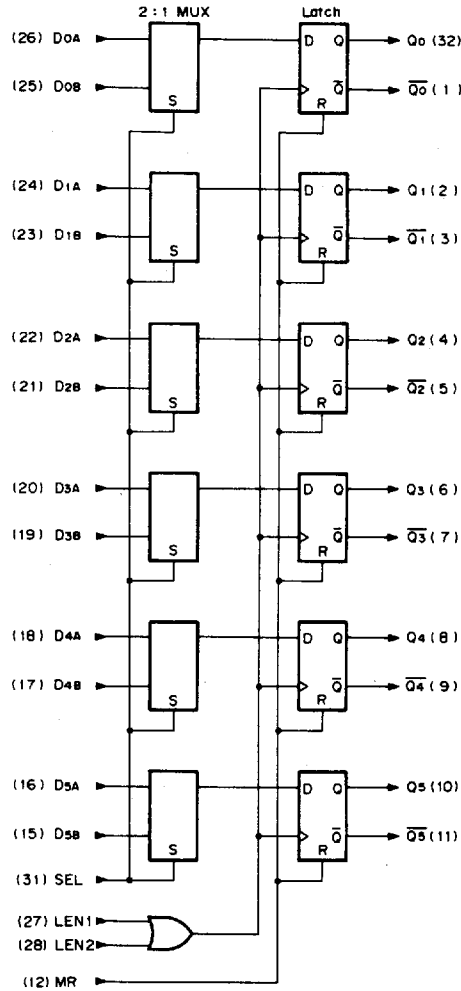 2:1 MUX Latch
(26) D0A D Q Q0 (32)
(25) D0B Q̅ Q̅0̅ (1)
S R
(24) D1A D Q Q1 (2)
(23) D1B Q̅ Q̅1̅ (3)
S R
(22) D2A D Q Q2 (4)
(21) D2B Q̅ Q̅2̅ (5)
S R
(20) D3A D Q Q3 (6)
(19) D3B Q̅ Q̅3̅ (7)
S R
(18) D4A D Q Q4 (8)
(17) D4B Q̅ Q̅4̅ (9)
S R
(16) D5A D Q Q5 (10)
(15) D5B Q̅ Q̅5̅ (11)
S R
(31) SEL
(27) LEN1
(28) LEN2
(12) MR